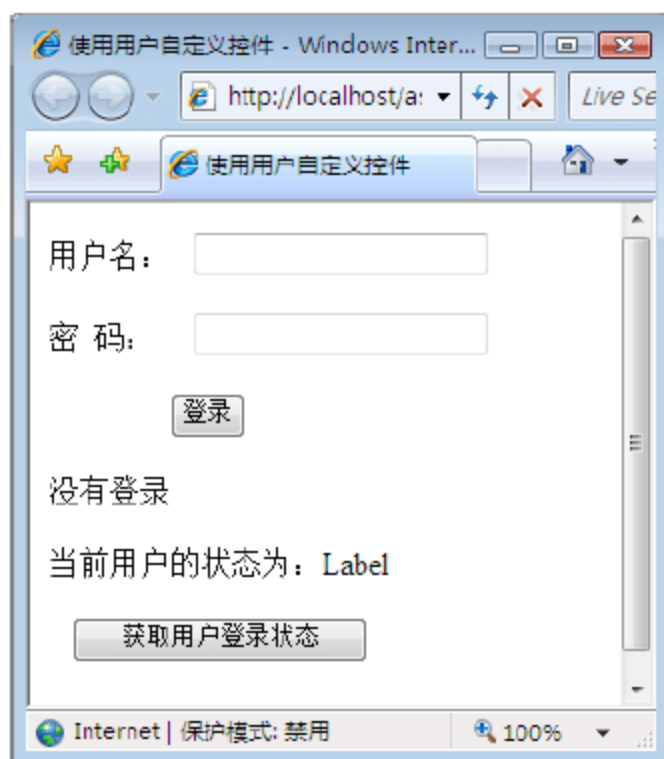 使用用户自定义控件 - Windows Inter...
http://localhost/a
Live Se
使用用户自定义控件
用户名：
密 码：
登录
没有登录
当前用户的状态为：Label
获取用户登录状态
Internet | 保护模式: 禁用
100%